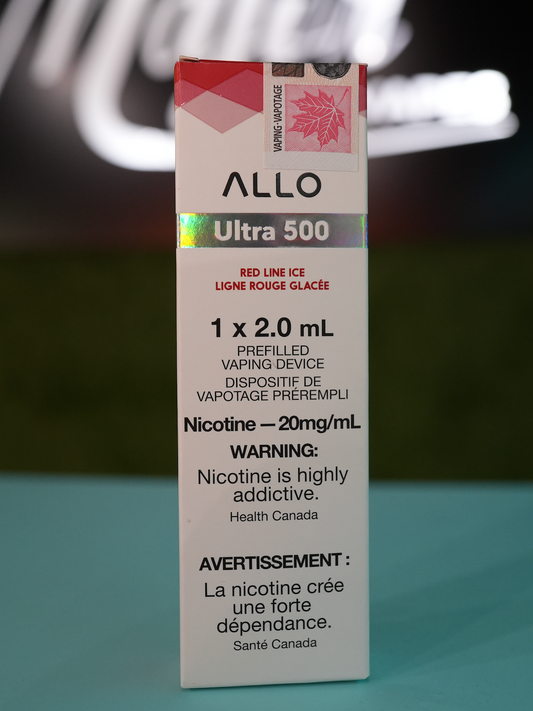 VAPING-VAPOTAGE
ALLO
Ultra 500
RED LINE ICE
LIGNE ROUGE GLACÉE
1 x 2.0 mL
PREFILLED
VAPING DEVICE
DISPOSITIF DE
VAPOTAGE PRÉREMPLI
Nicotine — 20mg/mL
WARNING:
Nicotine is highly
addictive.
Health Canada
AVERTISSEMENT :
La nicotine crée
une forte
dépendance.
Santé Canada